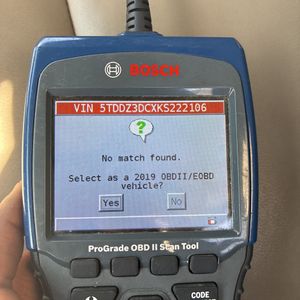 BOSCH
VIN 5TDDZ3DCXKS222106
?
No match found.
Select as a 2019 OBDII/EOBD
vehicle?
Yes No
ProGrade OBD II Scan Tool
CODE